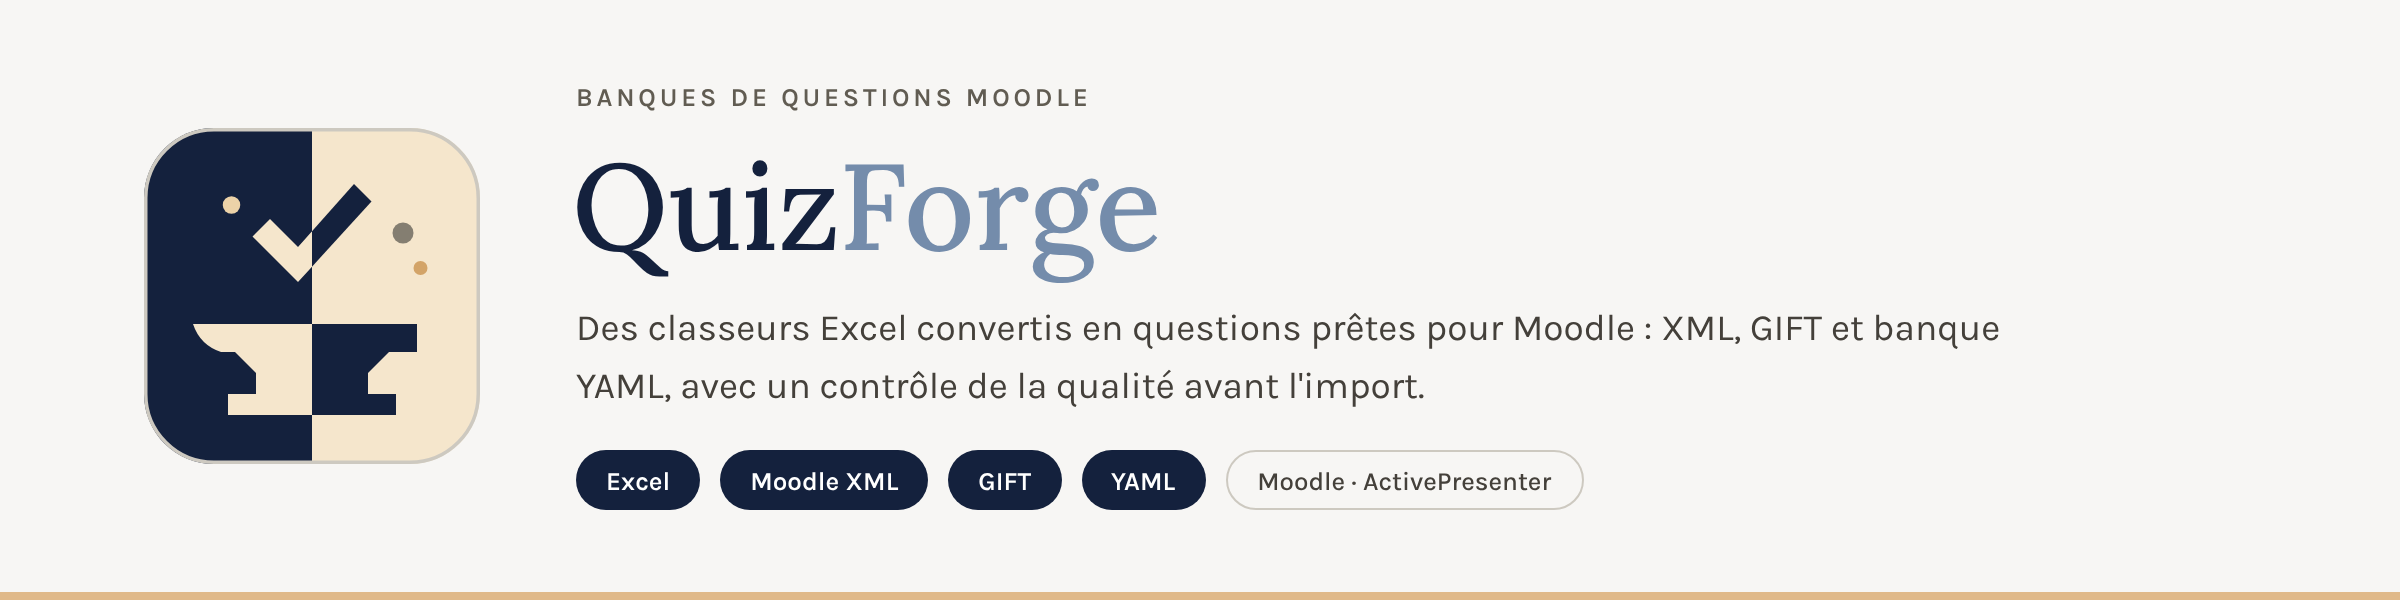 BANQUES DE QUESTIONS MOODLE
QuizForge
Des classeurs Excel convertis en questions prêtes pour Moodle : XML, GIFT et banque
YAML, avec un contrôle de la qualité avant l'import.
Excel Moodle XML GIFT YAML Moodle · ActivePresenter